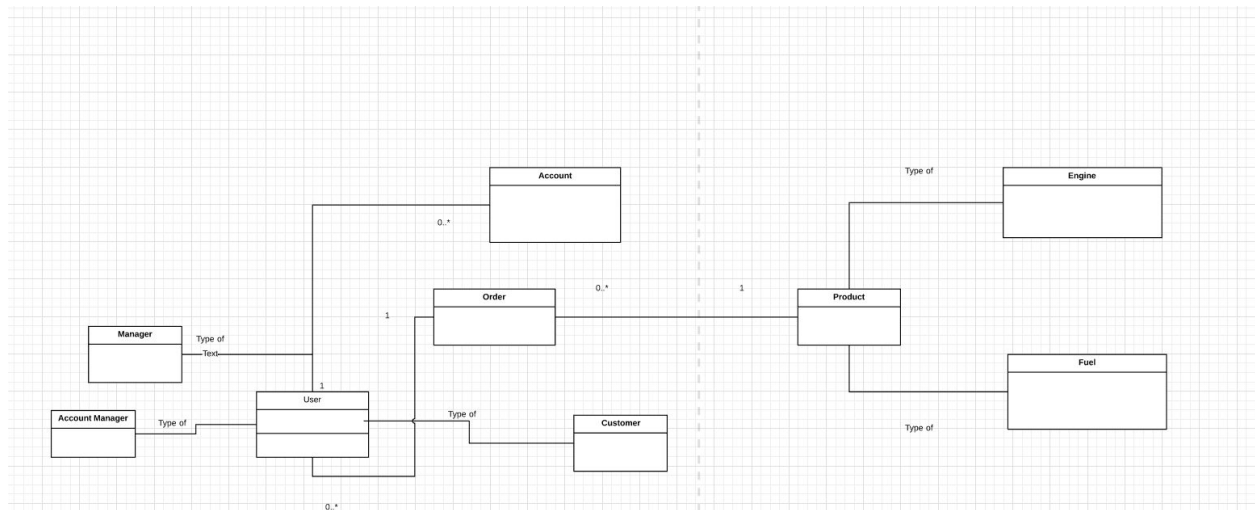 Account
Type of
Engine
0..*
Order
0..*
1
Product
1
Manager
Type of
Text
Fuel
1
User
Account Manager
Type of
Type of
Customer
Type of
0..*